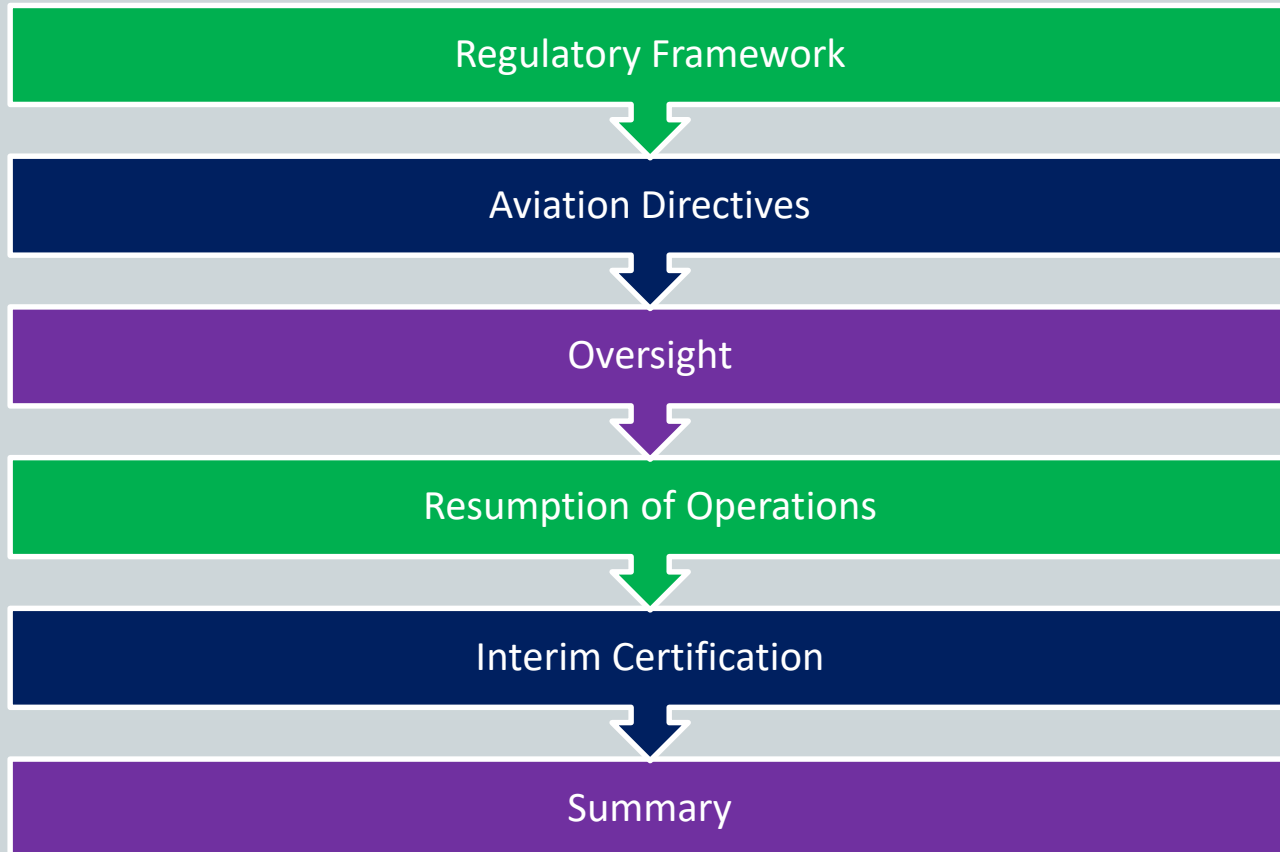 Regulatory Framework
Aviation Directives
Oversight
Resumption of Operations
Interim Certification
Summary